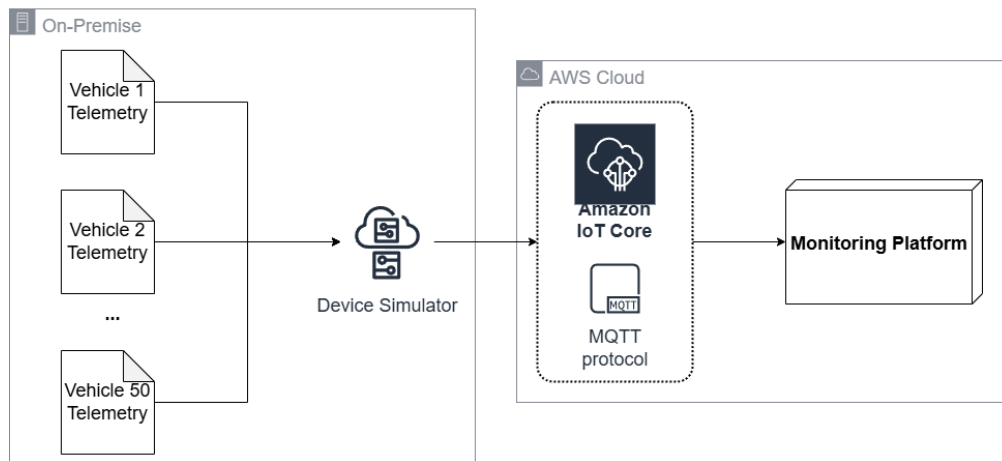 On-Premise
Vehicle 1
Telemetry
Vehicle 2
Telemetry
...
Vehicle 50
Telemetry
Device Simulator
AWS Cloud
Amazon
IoT Core
MQTT
MQTT
protocol
Monitoring Platform